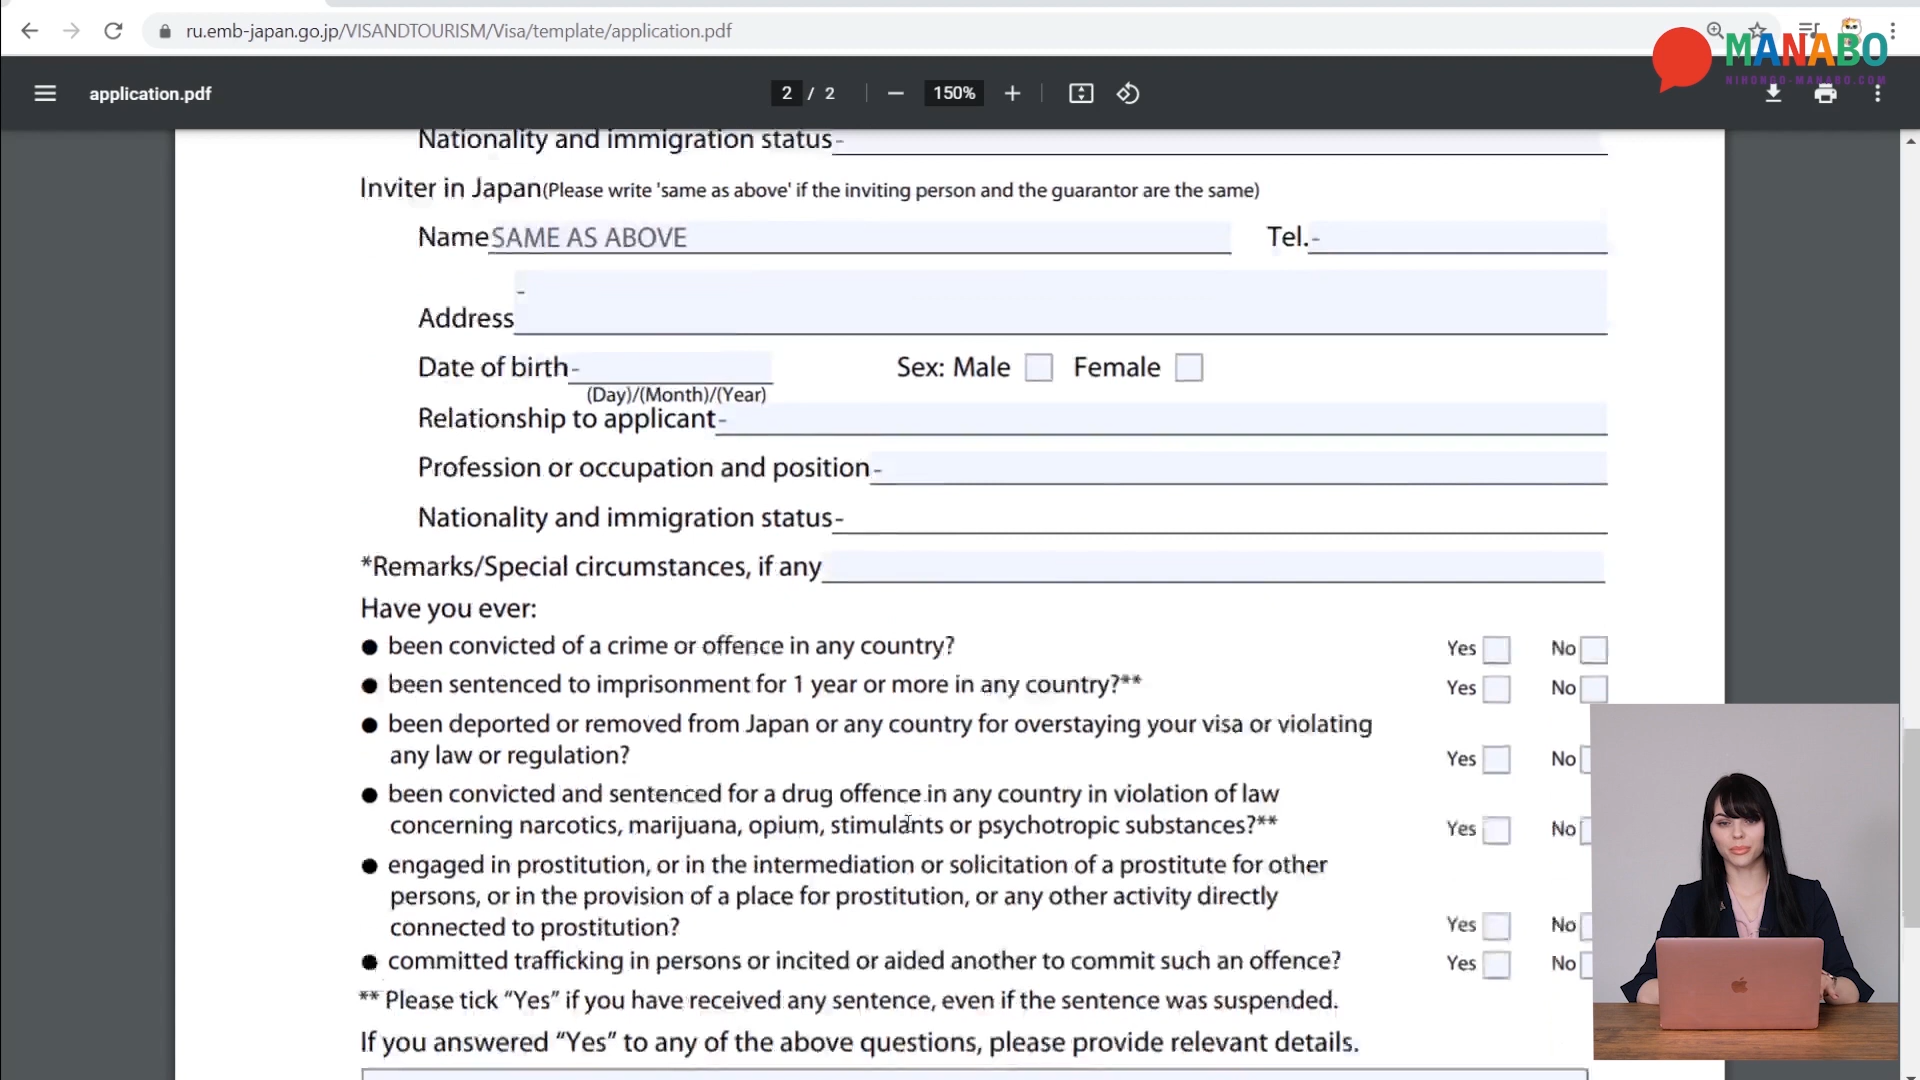 ru.emb-japan.go.jp/VISANDTOURISM/Visa/template/application.pdf
MANABO
NIHONGO-MANABO.COM
application.pdf
2 / 2
150%
Nationality and immigration status -
Inviter in Japan(Please write 'same as above' if the inviting person and the guarantor are the same)
Name SAME AS ABOVE Tel. -
-
Address
Date of birth - Sex: Male Female
(Day)/(Month)/(Year)
Relationship to applicant -
Profession or occupation and position -
Nationality and immigration status -
*Remarks/Special circumstances, if any
Have you ever:
● been convicted of a crime or offence in any country? Yes No
● been sentenced to imprisonment for 1 year or more in any country?** Yes No
● been deported or removed from Japan or any country for overstaying your visa or violating
any law or regulation? Yes No
● been convicted and sentenced for a drug offence in any country in violation of law
concerning narcotics, marijuana, opium, stimulants or psychotropic substances?** Yes No
● engaged in prostitution, or in the intermediation or solicitation of a prostitute for other
persons, or in the provision of a place for prostitution, or any other activity directly
connected to prostitution? Yes No
● committed trafficking in persons or incited or aided another to commit such an offence? Yes No
** Please tick “Yes” if you have received any sentence, even if the sentence was suspended.
If you answered “Yes” to any of the above questions, please provide relevant details.